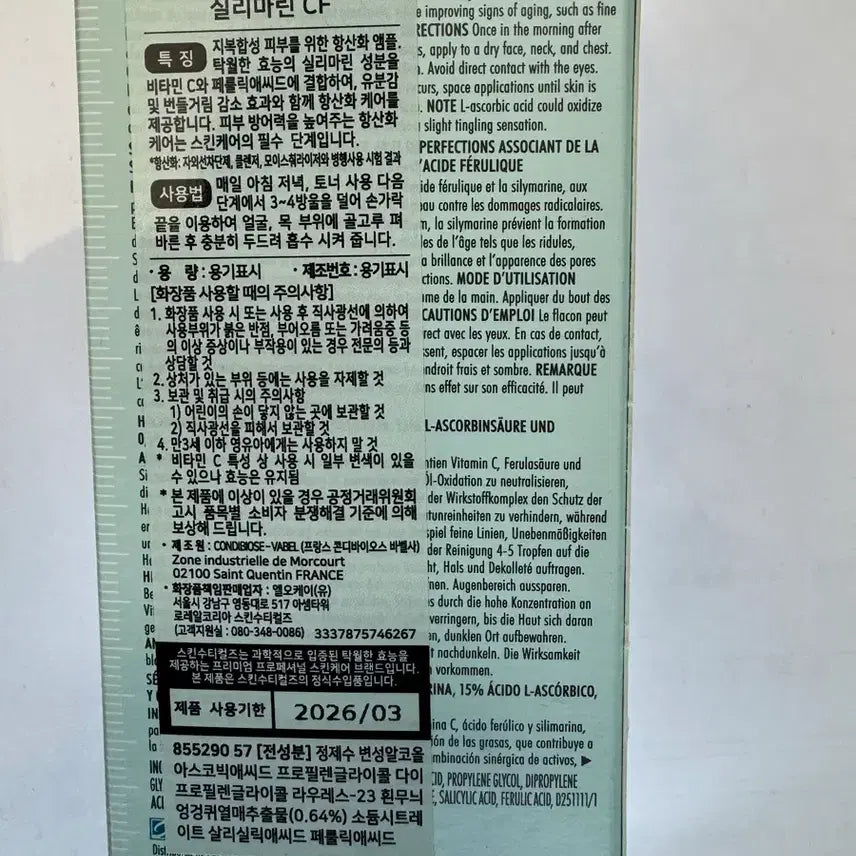 실리마린 CF
특 징
지복합성 피부를 위한 항산화 앰플.
탁월한 효능의 실리마린 성분을
비타민 C와 페룰릭애씨드에 결합하여, 유분감
및 번들거림 감소 효과와 함께 항산화 케어를
제공합니다. 피부 방어력을 높여주는 항산화
케어는 스킨케어의 필수 단계입니다.
*항산화: 자외선차단제, 클렌저, 모이스춰라이저와 병행사용 시험 결과
사용법
매일 아침 저녁, 토너 사용 다음
단계에서 3~4방울을 덜어 손가락
끝을 이용하여 얼굴, 목 부위에 골고루 펴
바른 후 충분히 두드려 흡수 시켜 줍니다.
· 용 량 : 용기표시 · 제조번호 : 용기표시
[화장품 사용할 때의 주의사항]
1. 화장품 사용 시 또는 사용 후 직사광선에 의하여
사용부위가 붉은 반점, 부어오름 또는 가려움증 등
의 이상 증상이나 부작용이 있는 경우 전문의 등과
상담할 것
2. 상처가 있는 부위 등에는 사용을 자제할 것
3. 보관 및 취급 시의 주의사항
1) 어린이의 손이 닿지 않는 곳에 보관할 것
2) 직사광선을 피해서 보관할 것
4. 만3세 이하 영유아에게는 사용하지 말 것
* 비타민 C 특성 상 사용 시 일부 변색이 있을
수 있으나 효능은 유지됨
* 본 제품에 이상이 있을 경우 공정거래위원회
고시 품목별 소비자 분쟁해결 기준에 의해
보상해 드립니다.
· 제 조 원 : CONDIBIOSE-VABEL (프랑스 콘디바이오스 바벨사)
Zone industrielle de Morcourt
02100 Saint Quentin FRANCE
· 화장품책임판매업자 : 엘오케이(유)
서울시 강남구 영동대로 517 아셈타워
로레알코리아 스킨수티컬즈
(고객지원실 : 080-348-0086) 3337875746267
스킨수티컬즈는 과학적으로 입증된 탁월한 효능을
제공하는 프리미엄 프로페셔널 스킨케어 브랜드입니다.
본 제품은 스킨수티컬즈의 정식수입품입니다.
제품 사용기한 2026/03
855290 57 [전성분] 정제수 변성알코올
아스코빅애씨드 프로필렌글라이콜 다이
프로필렌글라이콜 라우레스-23 흰무늬
엉겅퀴열매추출물(0.64%) 소듐시트레
이트 살리실릭애씨드 페룰릭애씨드
e improving signs of aging, such as fine
RECTIONS Once in the morning after
s, apply to a dry face, neck, and chest.
. Avoid direct contact with the eyes.
curs, space applications until skin is
. NOTE L-ascorbic acid could oxidize
slight tingling sensation.
PERFECTIONS ASSOCIANT DE LA
'ACIDE FÉRULIQUE
ide férulique et la silymarine, aux
au contre les dommages radicalaires.
n, la silymarine prévient la formation
les de l'âge tels que les ridules,
a brillance et l'apparence des pores
ctions. MODE D'UTILISATION
me de la main. Appliquer du bout des
CAUTIONS D'EMPLOI Le flacon peut
rect avec les yeux. En cas de contact,
ssent, espacer les applications jusqu'à
ndroit frais et sombre. REMARQUE
ns effet sur son efficacité. Il peut
L-ASCORBINSÄURE UND
ntien Vitamin C, Ferulasäure und
Öl-Oxidation zu neutralisieren,
der Wirkstoffkomplex den Schutz der
tunreinheiten zu verhindern, während
spiel feine Linien, Unebenmäßigkeiten
der Reinigung 4-5 Tropfen auf die
ht, Hals und Dekolleté auftragen.
nen. Augenbereich aussparen.
s durch die hohe Konzentration an
verringern, bis die Haut sich daran
n, dunklen Ort aufbewahren.
t nachdunkeln. Die Wirksamkeit
vorkommen.
RINA, 15% ÁCIDO L-ASCÓRBICO,
ina C, ácido ferúlico y silimarina,
ión de las grasas, que contribuye a
mbinación sinérgica de activos, ▶
CID, PROPYLENE GLYCOL, DIPROPYLENE
E, SALICYLIC ACID, FERULIC ACID, D251111/1